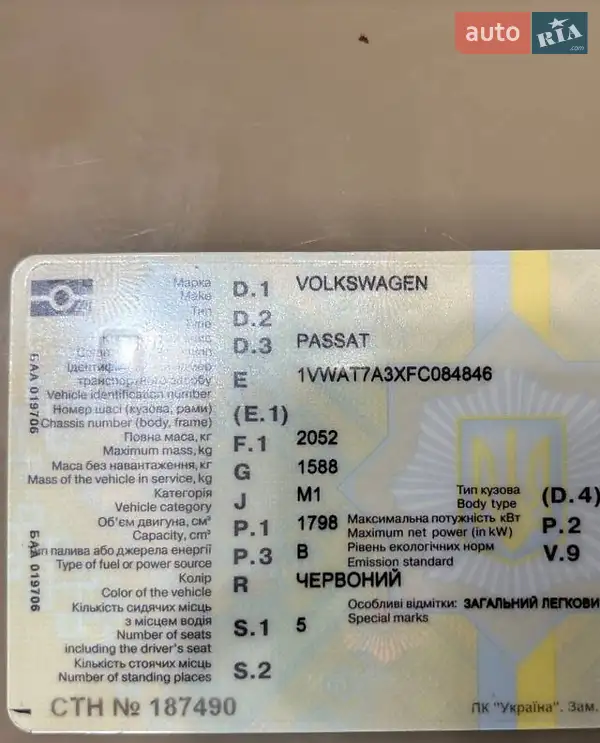 auto RIA .com
Марка D.1 VOLKSWAGEN
Make
Тип D.2
Type
D.3 PASSAT
E 1VWAT7A3XFC084846
транспортного засобу
Vehicle identification number
Номер шасі (кузова, рами) (E.1)
Chassis number (body, frame)
Повна маса, кг F.1 2052
Maximum mass, kg
Маса без навантаження, кг G 1588
Mass of the vehicle in service, kg
Категорія J M1 Тип кузова (D.4)
Vehicle category Body type
Об'єм двигуна, см³ P.1 1798 Максимальна потужність кВт P.2
Capacity, cm³ Maximum net power (in kW)
Тип палива або джерела енергії P.3 B Рівень екологічних норм V.9
Type of fuel or power source Emission standard
Колір R ЧЕРВОНИЙ
Color of the vehicle
Кількість сидячих місць Особливі відмітки: ЗАГАЛЬНИЙ ЛЕГКОВИ
з місцем водія S.1 5 Special marks
Number of seats
including the driver's seat
Кількість стоячих місць S.2
Number of standing places
СТН № 187490
ПК "Україна". Зам.
БАА 019706
БАА 019706